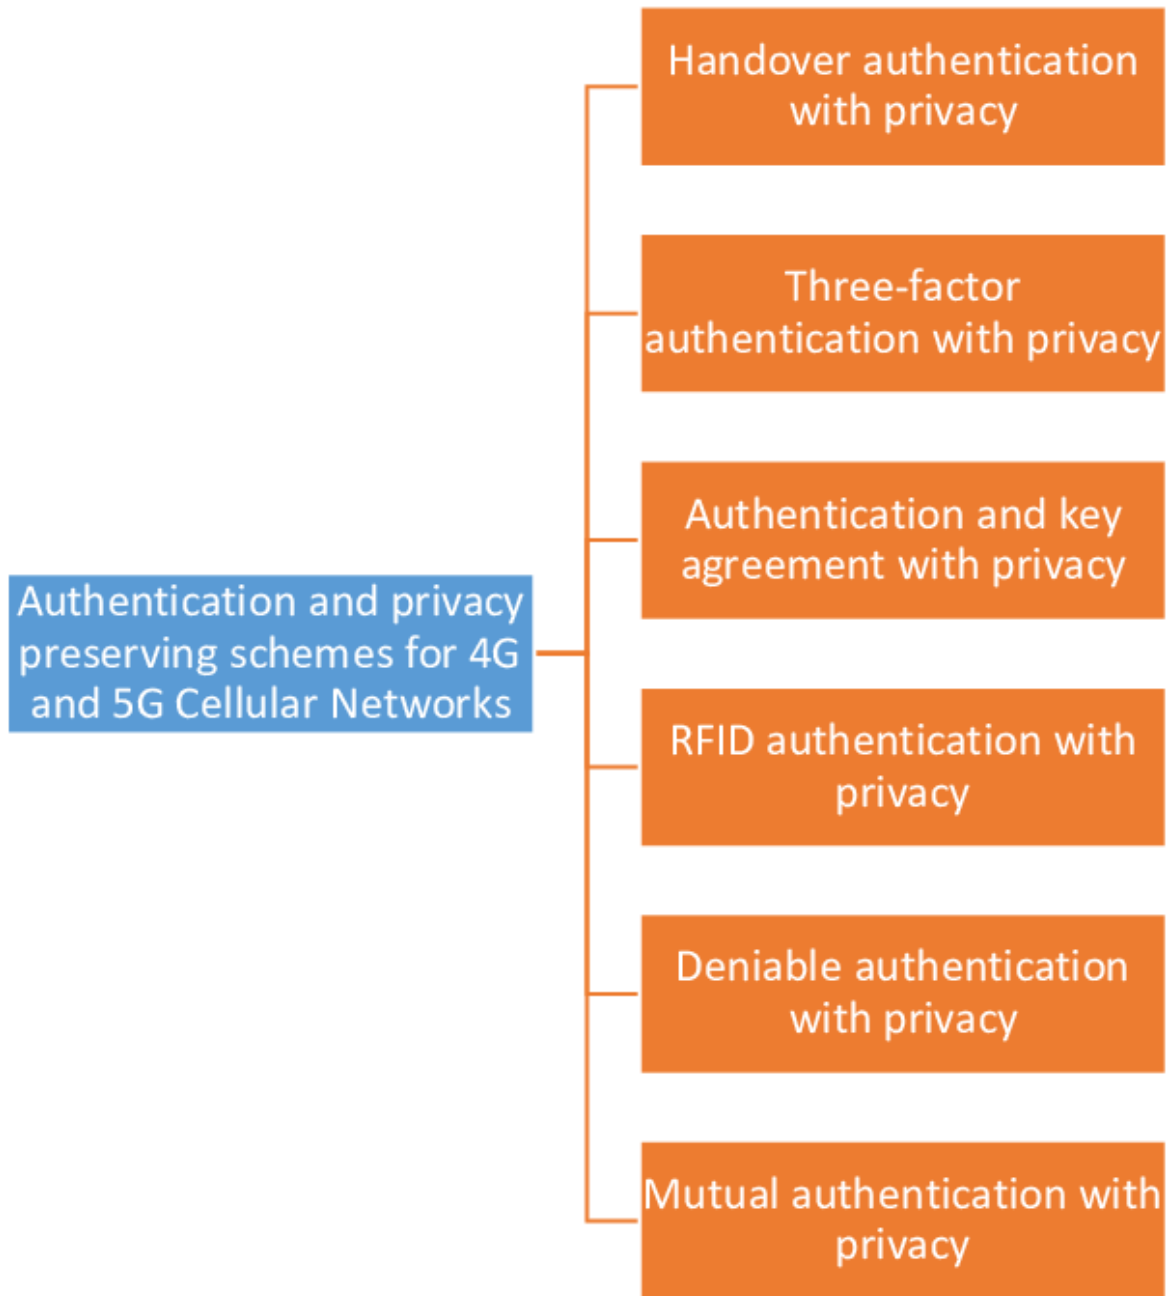 Handover authentication
with privacy
Three-factor
authentication with privacy
Authentication and key
agreement with privacy
Authentication and privacy
preserving schemes for 4G
and 5G Cellular Networks
RFID authentication with
privacy
Deniable authentication
with privacy
Mutual authentication with
privacy